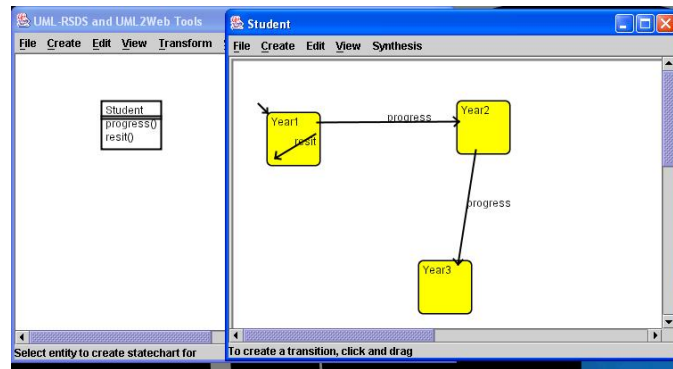 UML-RSDS and UML2Web Tools
File Create Edit View Transform
Student
progress()
resit()
Select entity to create statechart for
Student
File Create Edit View Synthesis
Year1
resit
progress
Year2
progress
Year3
To create a transition, click and drag